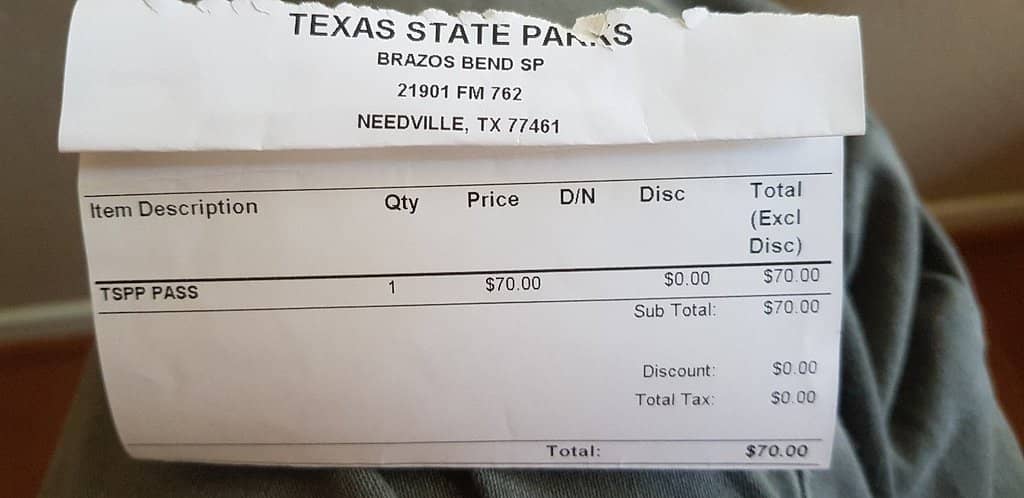 TEXAS STATE PARKS
BRAZOS BEND SP
21901 FM 762
NEEDVILLE, TX 77461
Item Description Qty Price D/N Disc Total
(Excl
Disc)
TSPP PASS 1 $70.00 $0.00 $70.00
Sub Total: $70.00
Discount: $0.00
Total Tax: $0.00
Total: $70.00